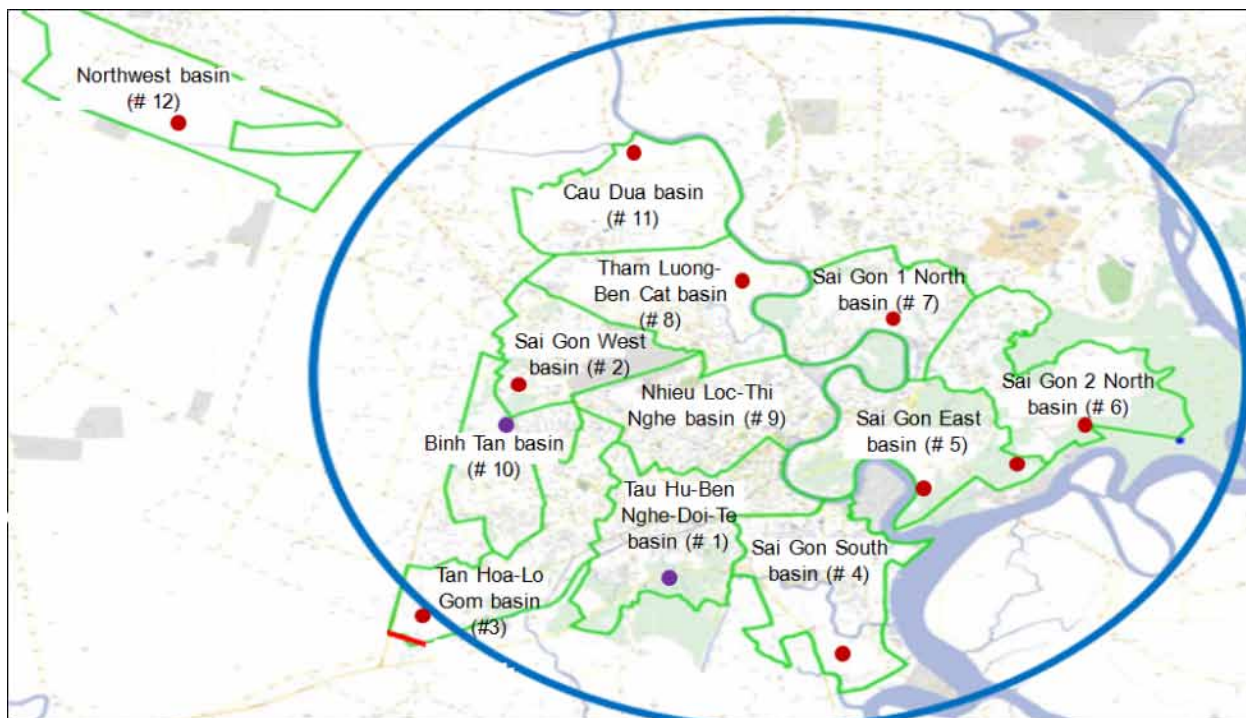 Northwest basin
(# 12)
Cau Dua basin
(# 11)
Tham Luong-
Ben Cat basin
(# 8)
Sai Gon 1 North
basin (# 7)
Sai Gon West
basin (# 2)
Nhieu Loc-Thi
Nghe basin (# 9)
Sai Gon 2 North
basin (# 6)
Sai Gon East
basin (# 5)
Binh Tan basin
(# 10)
Tau Hu-Ben
Nghe-Doi-Te
basin (# 1)
Sai Gon South
basin (# 4)
Tan Hoa-Lo
Gom basin
(#3)